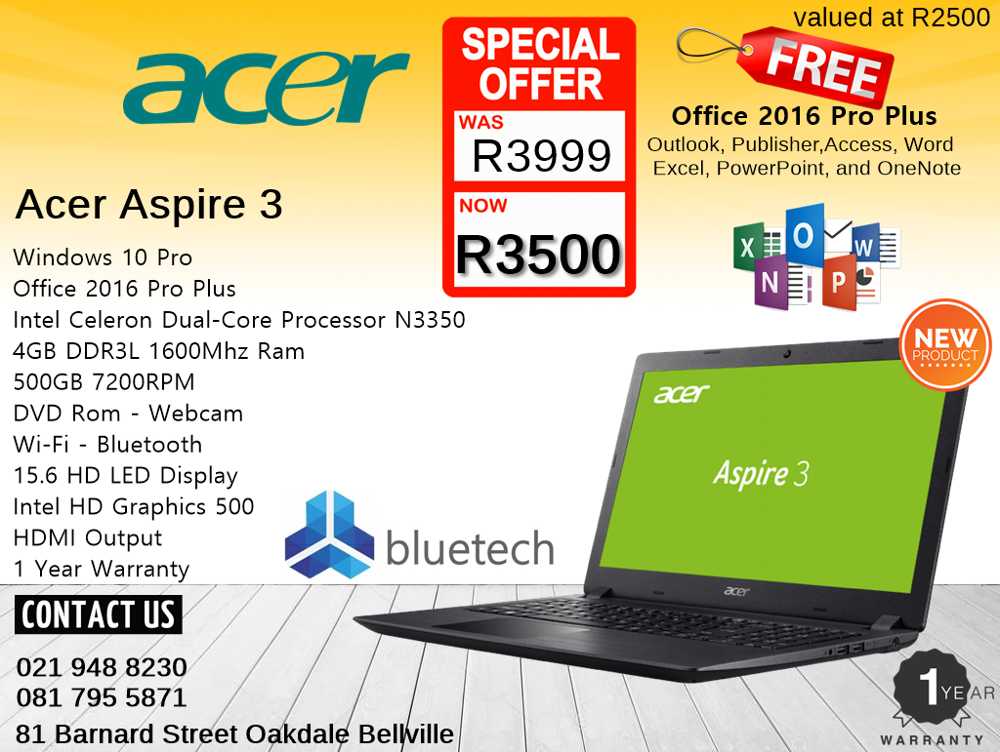 valued at R2500
FREE
Office 2016 Pro Plus
Outlook, Publisher,Access, Word
Excel, PowerPoint, and OneNote
acer
SPECIAL
OFFER
WAS
R3999
NOW
R3500
Acer Aspire 3
Windows 10 Pro
Office 2016 Pro Plus
Intel Celeron Dual-Core Processor N3350
4GB DDR3L 1600Mhz Ram
500GB 7200RPM
DVD Rom - Webcam
Wi-Fi - Bluetooth
15.6 HD LED Display
Intel HD Graphics 500
HDMI Output
1 Year Warranty
X
O
W
N
P
NEW
PRODUCT
acer
Aspire 3
acer
bluetech
CONTACT US
021 948 8230
081 795 5871
81 Barnard Street Oakdale Bellville
1 YEAR
WARRANTY